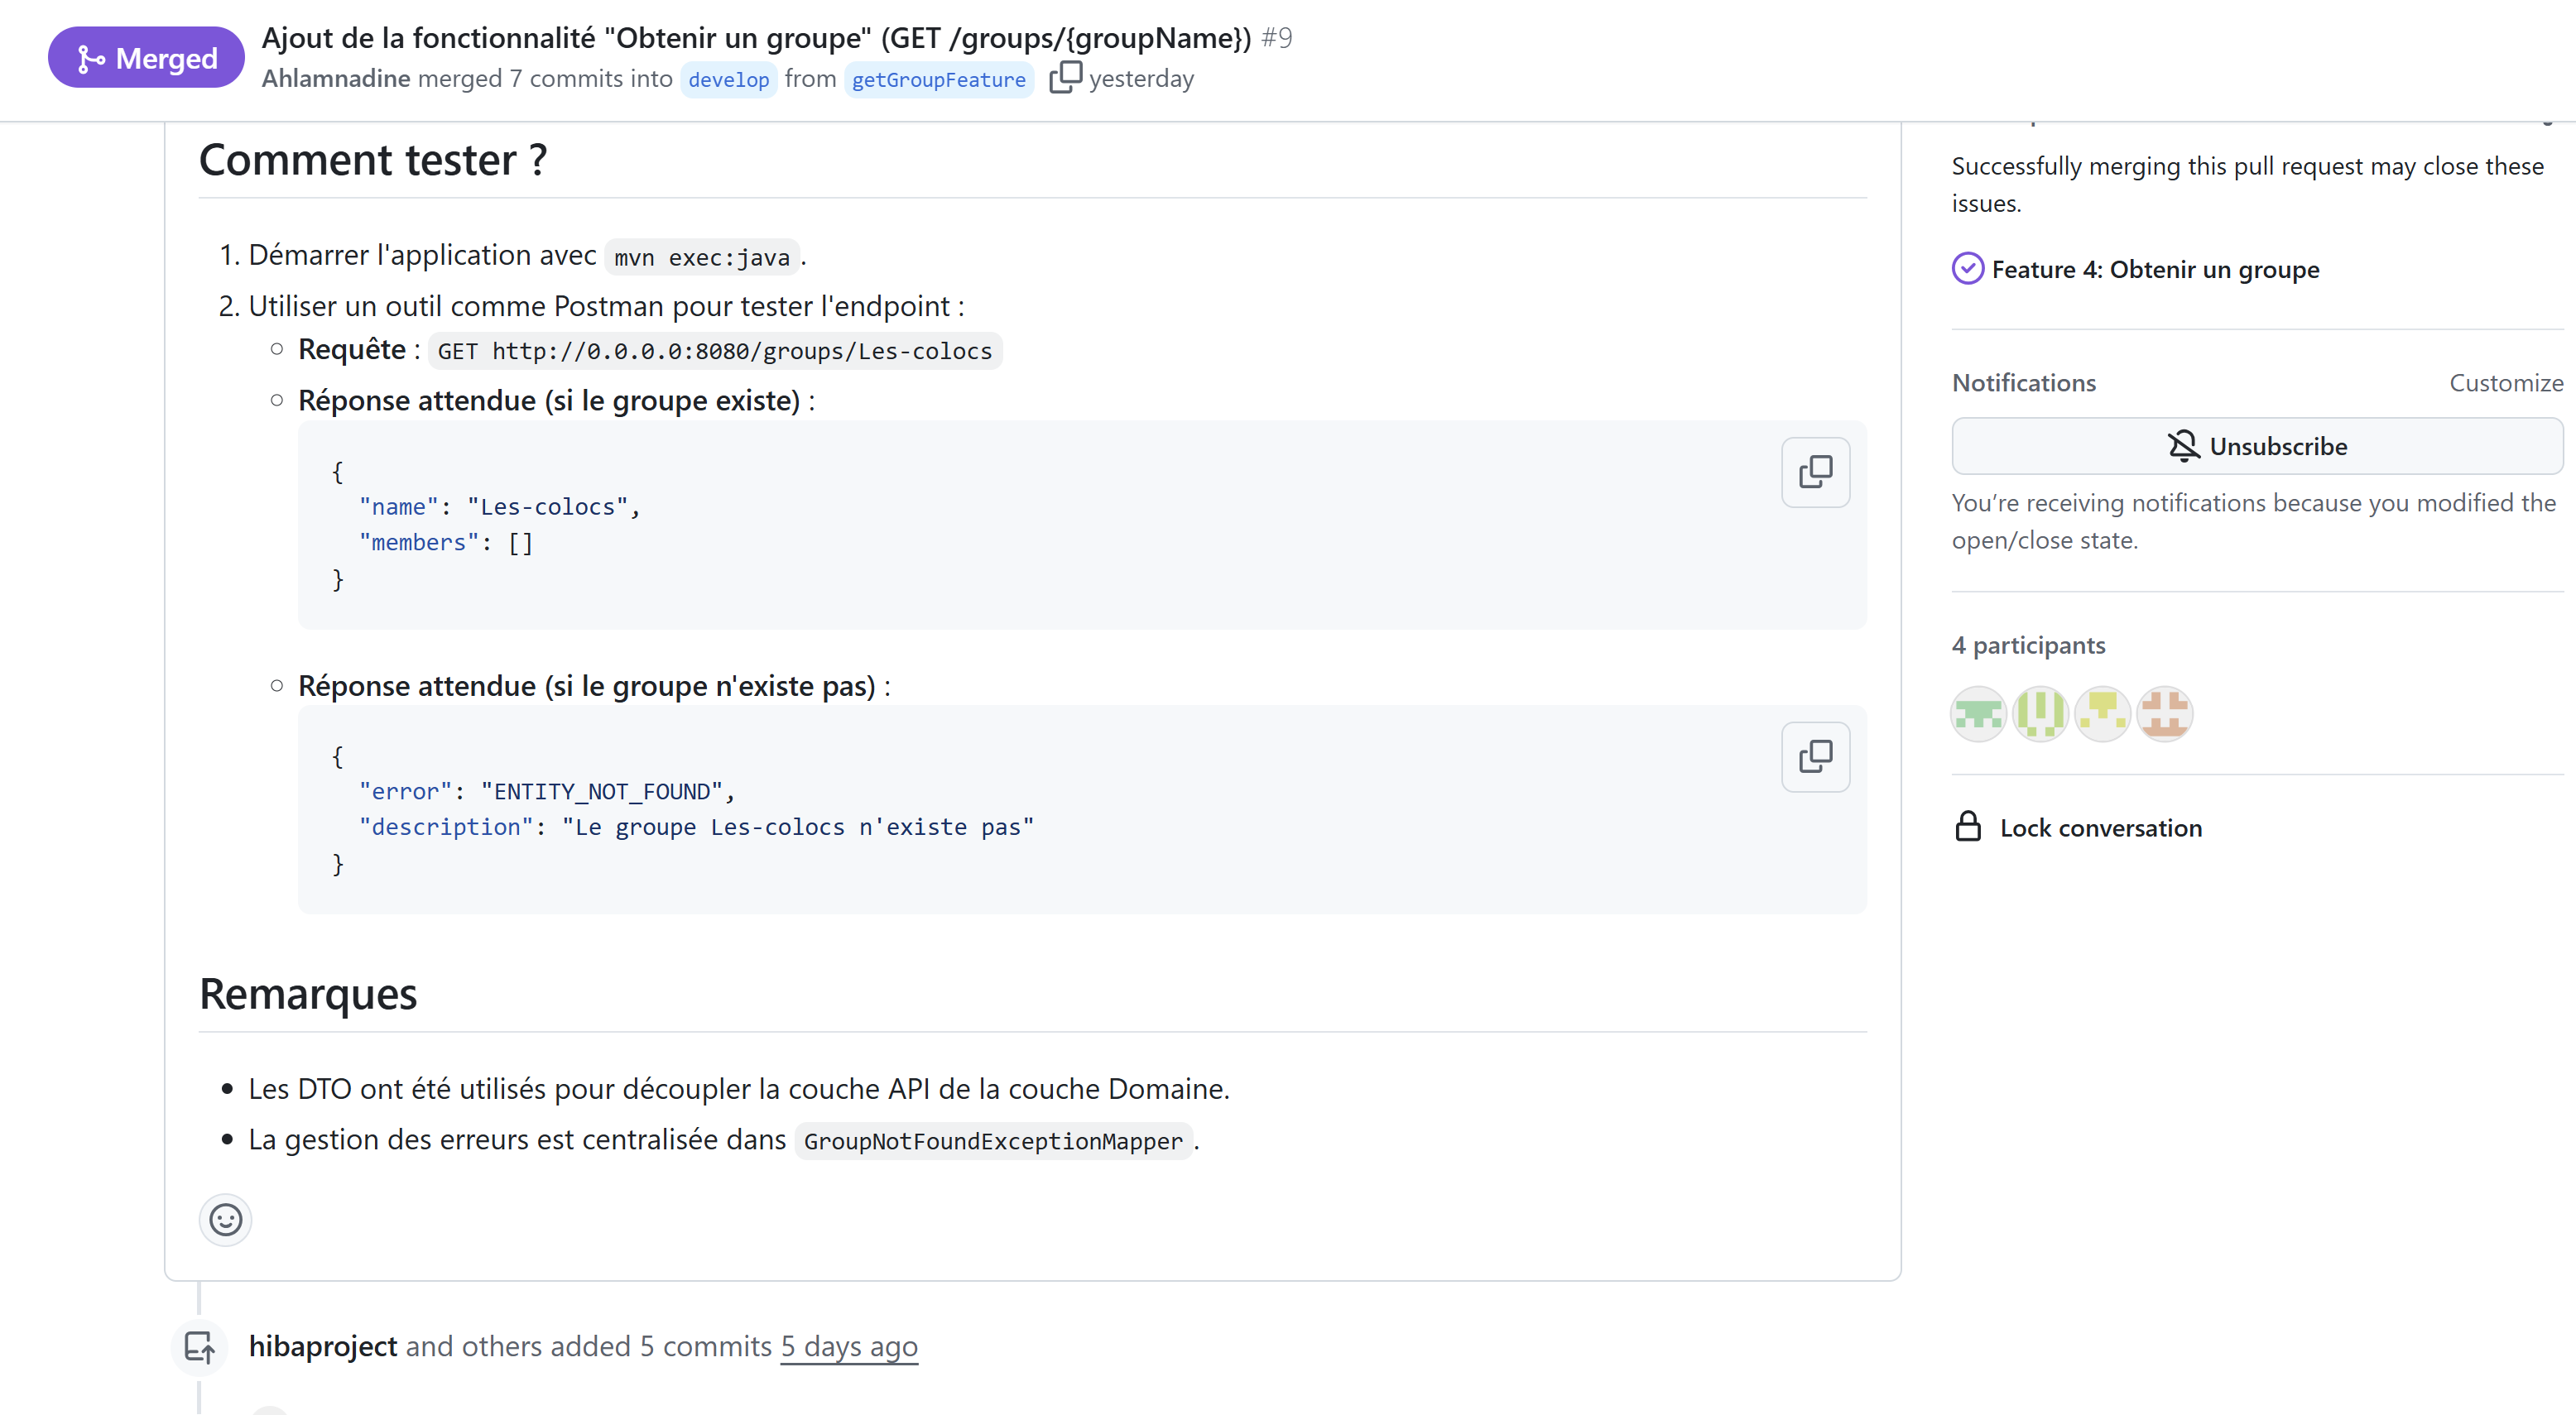 Merged
Ajout de la fonctionnalité "Obtenir un groupe" (GET /groups/{groupName}) #9
Ahlamnadine merged 7 commits into develop from getGroupFeature yesterday
Comment tester ?
1. Démarrer l'application avec mvn exec:java.
2. Utiliser un outil comme Postman pour tester l'endpoint :
Requête : GET http://0.0.0.0:8080/groups/Les-colocs
Réponse attendue (si le groupe existe) :
{
"name": "Les-colocs",
"members": []
}
Réponse attendue (si le groupe n'existe pas) :
{
"error": "ENTITY_NOT_FOUND",
"description": "Le groupe Les-colocs n'existe pas"
}
Remarques
Les DTO ont été utilisés pour découpler la couche API de la couche Domaine.
La gestion des erreurs est centralisée dans GroupNotFoundExceptionMapper.
hibaproject and others added 5 commits 5 days ago
Successfully merging this pull request may close these
issues.
Feature 4: Obtenir un groupe
Notifications
Customize
Unsubscribe
You’re receiving notifications because you modified the
open/close state.
4 participants
Lock conversation